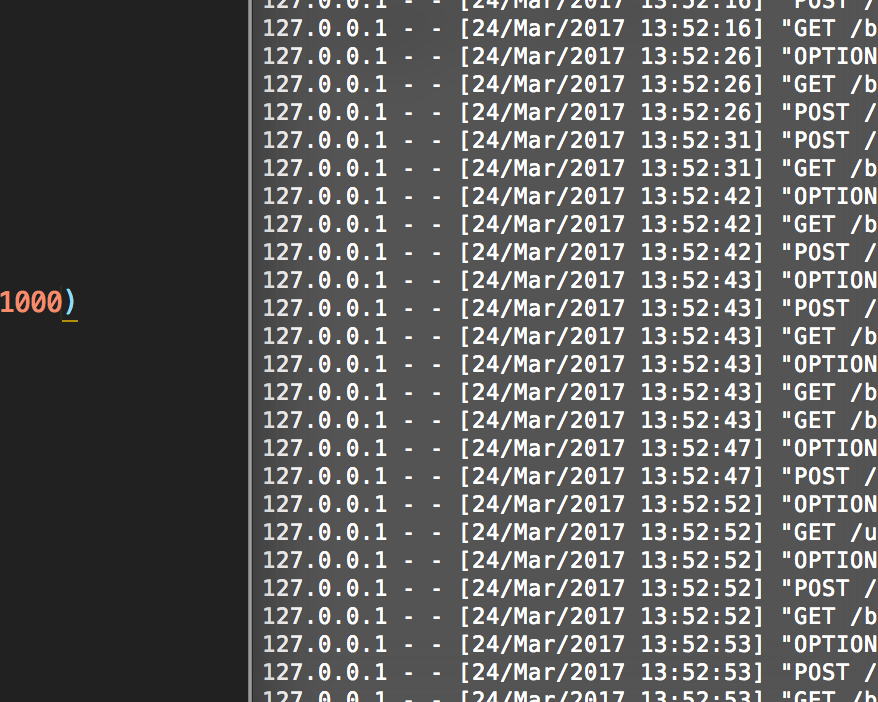 1000)
127.0.0.1 - - [24/Mar/2017 13:52:16] "POST /
127.0.0.1 - - [24/Mar/2017 13:52:16] "GET /b
127.0.0.1 - - [24/Mar/2017 13:52:26] "OPTION
127.0.0.1 - - [24/Mar/2017 13:52:26] "GET /b
127.0.0.1 - - [24/Mar/2017 13:52:26] "POST /
127.0.0.1 - - [24/Mar/2017 13:52:31] "POST /
127.0.0.1 - - [24/Mar/2017 13:52:31] "GET /b
127.0.0.1 - - [24/Mar/2017 13:52:42] "OPTION
127.0.0.1 - - [24/Mar/2017 13:52:42] "GET /b
127.0.0.1 - - [24/Mar/2017 13:52:42] "POST /
127.0.0.1 - - [24/Mar/2017 13:52:43] "OPTION
127.0.0.1 - - [24/Mar/2017 13:52:43] "POST /
127.0.0.1 - - [24/Mar/2017 13:52:43] "GET /b
127.0.0.1 - - [24/Mar/2017 13:52:43] "OPTION
127.0.0.1 - - [24/Mar/2017 13:52:43] "GET /b
127.0.0.1 - - [24/Mar/2017 13:52:43] "GET /b
127.0.0.1 - - [24/Mar/2017 13:52:47] "OPTION
127.0.0.1 - - [24/Mar/2017 13:52:47] "POST /
127.0.0.1 - - [24/Mar/2017 13:52:52] "OPTION
127.0.0.1 - - [24/Mar/2017 13:52:52] "GET /u
127.0.0.1 - - [24/Mar/2017 13:52:52] "OPTION
127.0.0.1 - - [24/Mar/2017 13:52:52] "POST /
127.0.0.1 - - [24/Mar/2017 13:52:52] "GET /b
127.0.0.1 - - [24/Mar/2017 13:52:53] "OPTION
127.0.0.1 - - [24/Mar/2017 13:52:53] "POST /
127.0.0.1 - - [24/Mar/2017 13:52:53] "GET /b